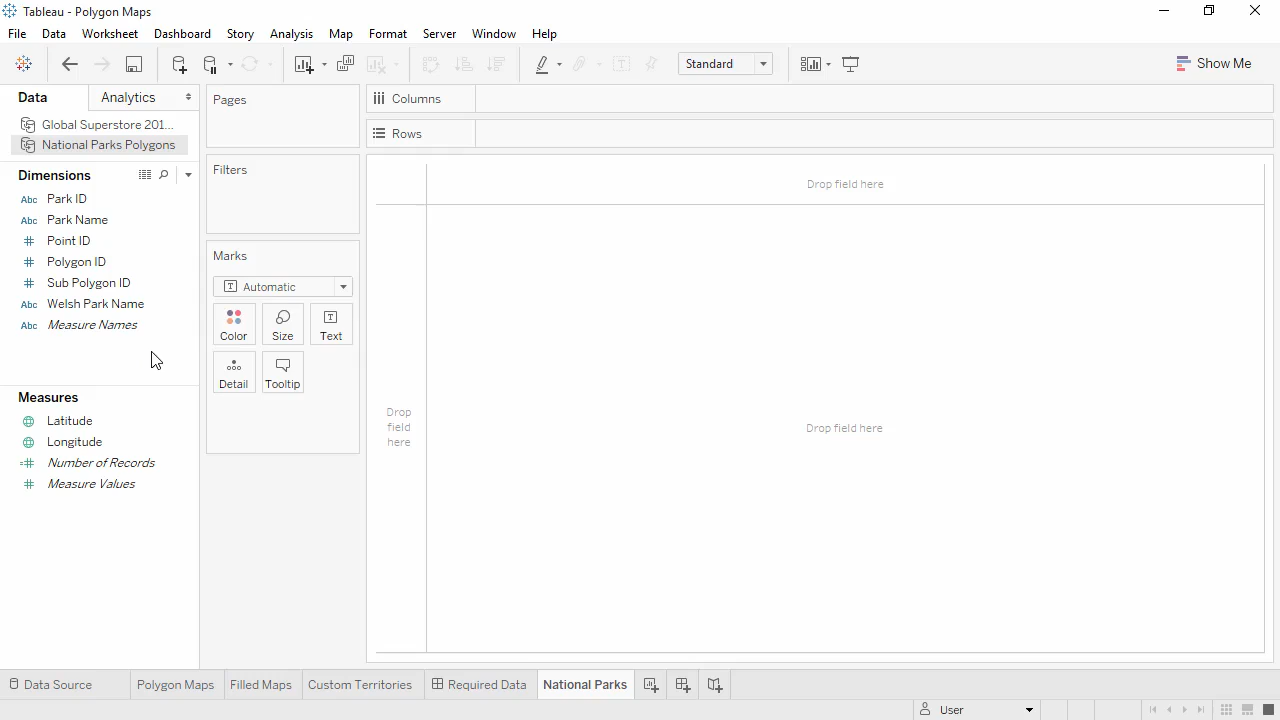 Tableau - Polygon Maps
File Data Worksheet Dashboard Story Analysis Map Format Server Window Help
Standard
Show Me
Data Analytics
Global Superstore 201...
National Parks Polygons
Dimensions
Abc Park ID
Abc Park Name
# Point ID
# Polygon ID
# Sub Polygon ID
Abc Welsh Park Name
Abc Measure Names
Measures
Latitude
Longitude
=# Number of Records
# Measure Values
Pages
Filters
Marks
T Automatic
Color
Size
T Text
Detail
Tooltip
Columns
Rows
Drop field here
Drop
field
here
Drop field here
Data Source Polygon Maps Filled Maps Custom Territories Required Data National Parks
User